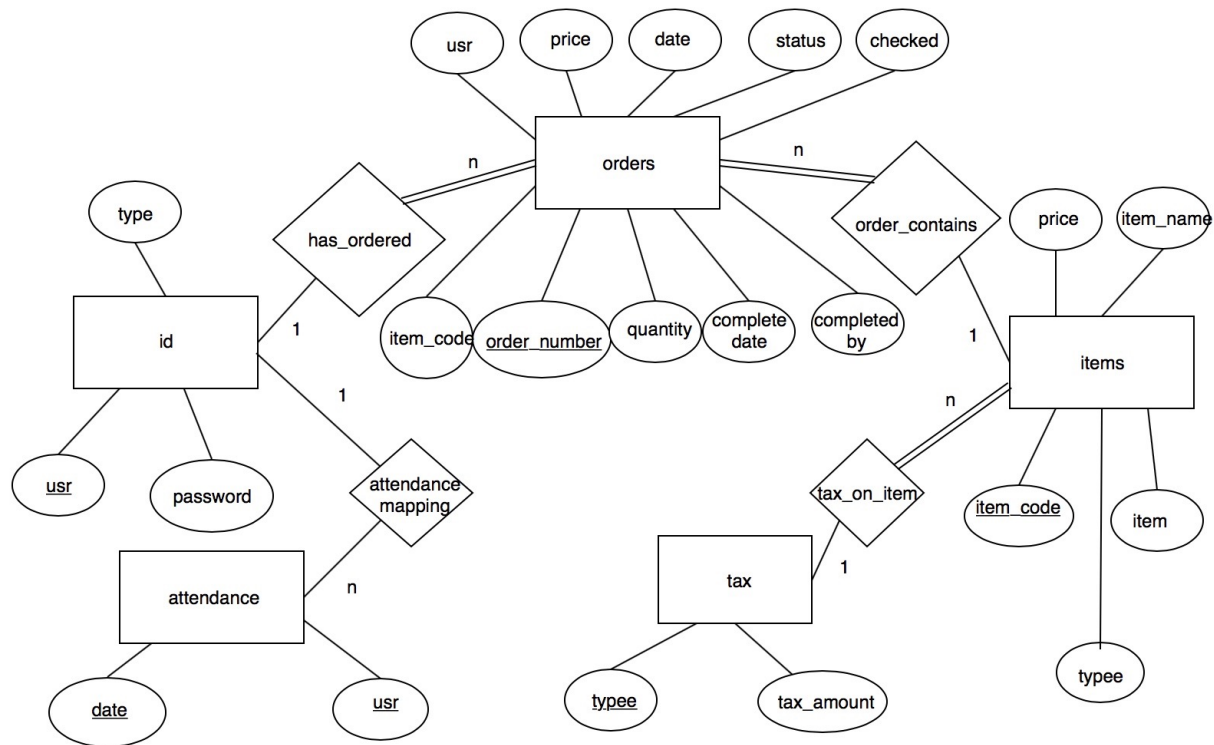 usr
price
date
status
checked
n
orders
n
type
has_ordered
order_contains
price
item_name
id
1
item_code
order_number
quantity
complete
date
completed
by
1
items
1
n
usr
password
attendance
mapping
tax_on_item
item_code
item
attendance
n
tax
1
typee
date
usr
typee
tax_amount